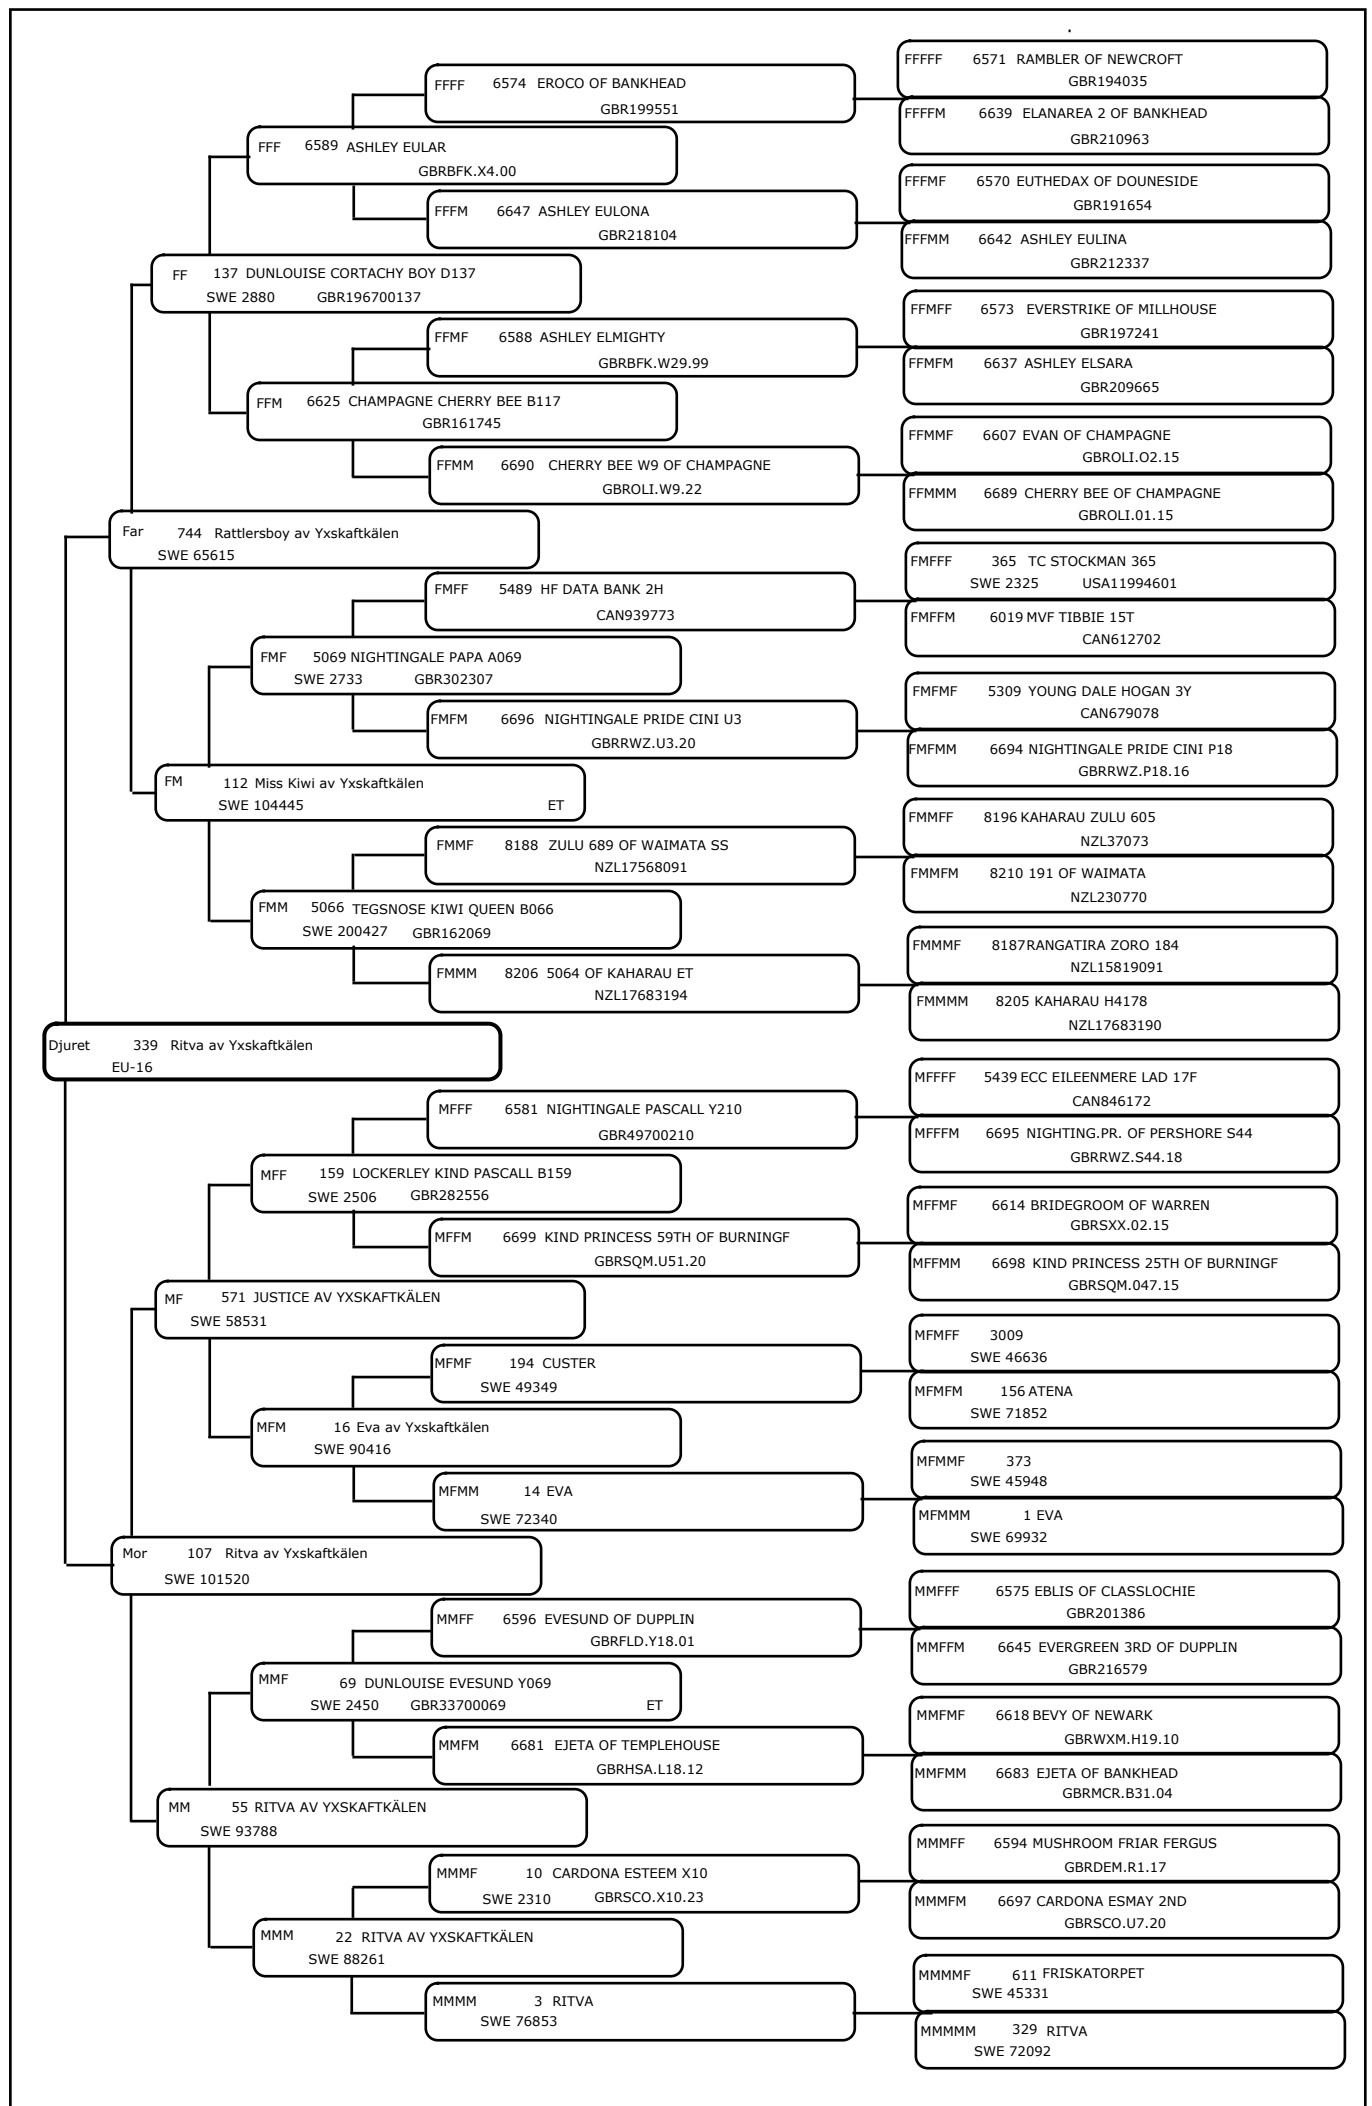 FFFFF 6571 RAMBLER OF NEWCROFT
GBR194035
FFFF 6574 EROCO OF BANKHEAD
GBR199551
FFFFM 6639 ELANAREA 2 OF BANKHEAD
GBR210963
FFF 6589 ASHLEY EULAR
GBRBFK.X4.00
FFFMF 6570 EUTHEDAX OF DOUNESIDE
GBR191654
FFFM 6647 ASHLEY EULONA
GBR218104
FFFMM 6642 ASHLEY EULINA
GBR212337
FF 137 DUNLOUISE CORTACHY BOY D137
SWE 2880 GBR196700137
FFMFF 6573 EVERSTRIKE OF MILLHOUSE
GBR197241
FFMF 6588 ASHLEY ELMIGHTY
GBRBFK.W29.99
FFMFM 6637 ASHLEY ELSARA
GBR209665
FFM 6625 CHAMPAGNE CHERRY BEE B117
GBR161745
FFMMF 6607 EVAN OF CHAMPAGNE
GBROLI.O2.15
FFMM 6690 CHERRY BEE W9 OF CHAMPAGNE
GBROLI.W9.22
FFMMM 6689 CHERRY BEE OF CHAMPAGNE
GBROLI.01.15
Far 744 Rattlersboy av Yxskaftkälen
SWE 65615
FMFFF 365 TC STOCKMAN 365
SWE 2325 USA11994601
FMFF 5489 HF DATA BANK 2H
CAN939773
FMFFM 6019 MVF TIBBIE 15T
CAN612702
FMF 5069 NIGHTINGALE PAPA A069
SWE 2733 GBR302307
FMFMF 5309 YOUNG DALE HOGAN 3Y
CAN679078
FMFM 6696 NIGHTINGALE PRIDE CINI U3
GBRRWZ.U3.20
FMFMM 6694 NIGHTINGALE PRIDE CINI P18
GBRRWZ.P18.16
FM 112 Miss Kiwi av Yxskaftkälen
SWE 104445 ET
FMMFF 8196 KAHARAU ZULU 605
NZL37073
FMMF 8188 ZULU 689 OF WAIMATA SS
NZL17568091
FMMFM 8210 191 OF WAIMATA
NZL230770
FMM 5066 TEGSNOSE KIWI QUEEN B066
SWE 200427 GBR162069
FMMMF 8187 RANGATIRA ZORO 184
NZL15819091
FMMM 8206 5064 OF KAHARAU ET
NZL17683194
FMMMM 8205 KAHARAU H4178
NZL17683190
Djuret 339 Ritva av Yxskaftkälen
EU-16
MFFFF 5439 ECC EILEENMERE LAD 17F
CAN846172
MFFF 6581 NIGHTINGALE PASCALL Y210
GBR49700210
MFFFM 6695 NIGHTING.PR. OF PERSHORE S44
GBRRWZ.S44.18
MFF 159 LOCKERLEY KIND PASCALL B159
SWE 2506 GBR282556
MFFMF 6614 BRIDEGROOM OF WARREN
GBRSXX.02.15
MFFM 6699 KIND PRINCESS 59TH OF BURNINGF
GBRSQM.U51.20
MFFMM 6698 KIND PRINCESS 25TH OF BURNINGF
GBRSQM.047.15
MF 571 JUSTICE AV YXSKAFTKÄLEN
SWE 58531
MFMFF 3009
SWE 46636
MFMF 194 CUSTER
SWE 49349
MFMFM 156 ATENA
SWE 71852
MFM 16 Eva av Yxskaftkälen
SWE 90416
MFMMF 373
SWE 45948
MFMM 14 EVA
SWE 72340
MFMMM 1 EVA
SWE 69932
Mor 107 Ritva av Yxskaftkälen
SWE 101520
MMFFF 6575 EBLIS OF CLASSLOCHIE
GBR201386
MMFF 6596 EVESUND OF DUPPLIN
GBRFLD.Y18.01
MMFFM 6645 EVERGREEN 3RD OF DUPPLIN
GBR216579
MMF 69 DUNLOUISE EVESUND Y069
SWE 2450 GBR33700069 ET
MMFMF 6618 BEVY OF NEWARK
GBRWXM.H19.10
MMFM 6681 EJETA OF TEMPLEHOUSE
GBRHSA.L18.12
MMFMM 6683 EJETA OF BANKHEAD
GBRMCR.B31.04
MM 55 RITVA AV YXSKAFTKÄLEN
SWE 93788
MMMFF 6594 MUSHROOM FRIAR FERGUS
GBRDEM.R1.17
MMMF 10 CARDONA ESTEEM X10
SWE 2310 GBRSCO.X10.23
MMMFM 6697 CARDONA ESMAY 2ND
GBRSCO.U7.20
MMM 22 RITVA AV YXSKAFTKÄLEN
SWE 88261
MMMMF 611 FRISKATORPET
SWE 45331
MMMM 3 RITVA
SWE 76853
MMMMM 329 RITVA
SWE 72092